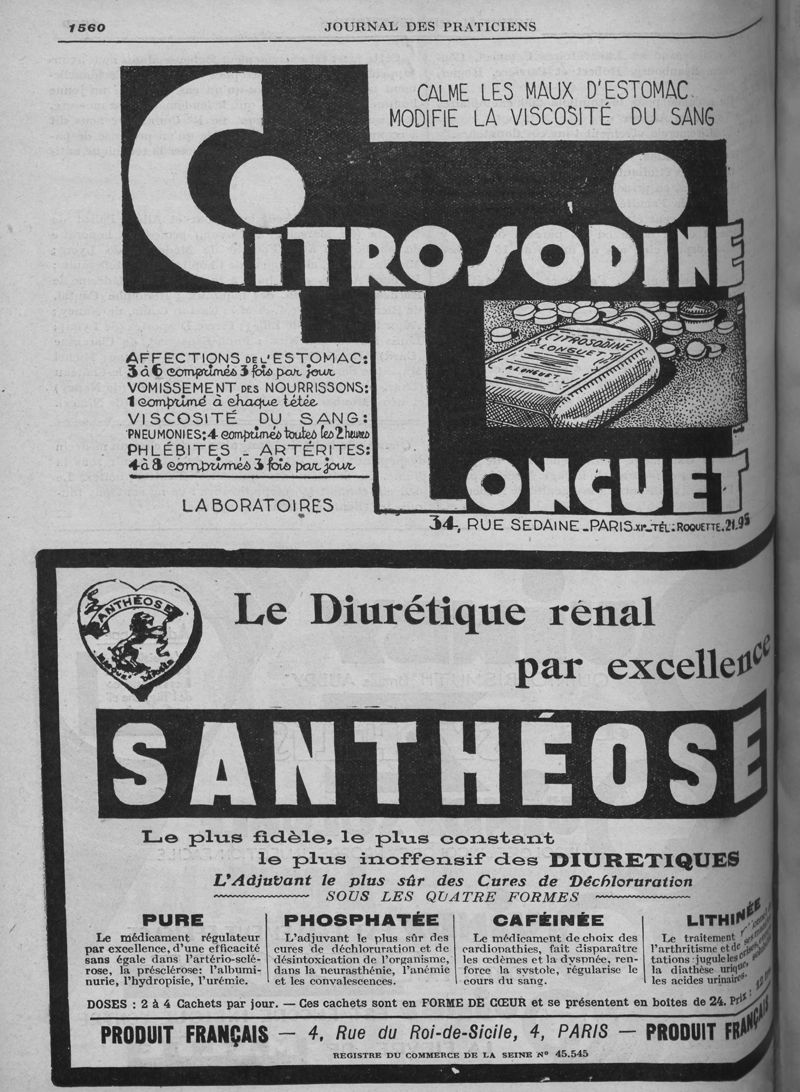 1560
JOURNAL DES PRATICIENS
CALME LES MAUX D'ESTOMAC
MODIFIE LA VISCOSITÉ DU SANG
CITROSODINE
LONGUET
CITROSODINE
LONGUET
P. LONGUET
AFFECTIONS DE L'ESTOMAC:
3 à 6 comprimés 3 fois par jour
VOMISSEMENT DES NOURRISSONS:
1 comprimé à chaque tétée
VISCOSITÉ DU SANG:
PNEUMONIES: 4 comprimés toutes les 2 heures
PHLÉBITES _ ARTÉRITES:
4 à 8 comprimés 3 fois par jour
LABORATOIRES
34, RUE SEDAINE _ PARIS. XIe _ TÉL: ROQUETTE. 21.95
SANTHÉOSE
Le Diurétique rénal
par excellence
SANTHÉOSE
Le plus fidèle, le plus constant
le plus inoffensif des DIURETIQUES
L'Adjuvant le plus sûr des Cures de Déchloruration
SOUS LES QUATRE FORMES
PURE
Le médicament régulateur
par excellence, d'une efficacité
sans égale dans l'artério-sclé-
rose, la présclérose: l'albumi-
nurie, l'hydropisie, l'urémie.
PHOSPHATÉE
L'adjuvant le plus sûr des
cures de déchloruration et de
désintoxication de l'organisme,
dans la neurasthénie, l'anémie
et les convalescences.
CAFÉINÉE
Le médicament de choix des
cardiopathies, fait disparaître
les œdèmes et la dyspnée, ren-
force la systole, régularise le
cours du sang.
LITHINÉE
Le traitement
l'arthritisme et de
tations: jugule les crises,
la diathèse urique,
les acides urinaires.
DOSES : 2 à 4 Cachets par jour. — Ces cachets sont en FORME DE CŒUR et se présentent en boîtes de 24. Prix :
PRODUIT FRANÇAIS — 4, Rue du Roi-de-Sicile, 4, PARIS — PRODUIT FRANÇAIS
REGISTRE DU COMMERCE DE LA SEINE N° 45.545